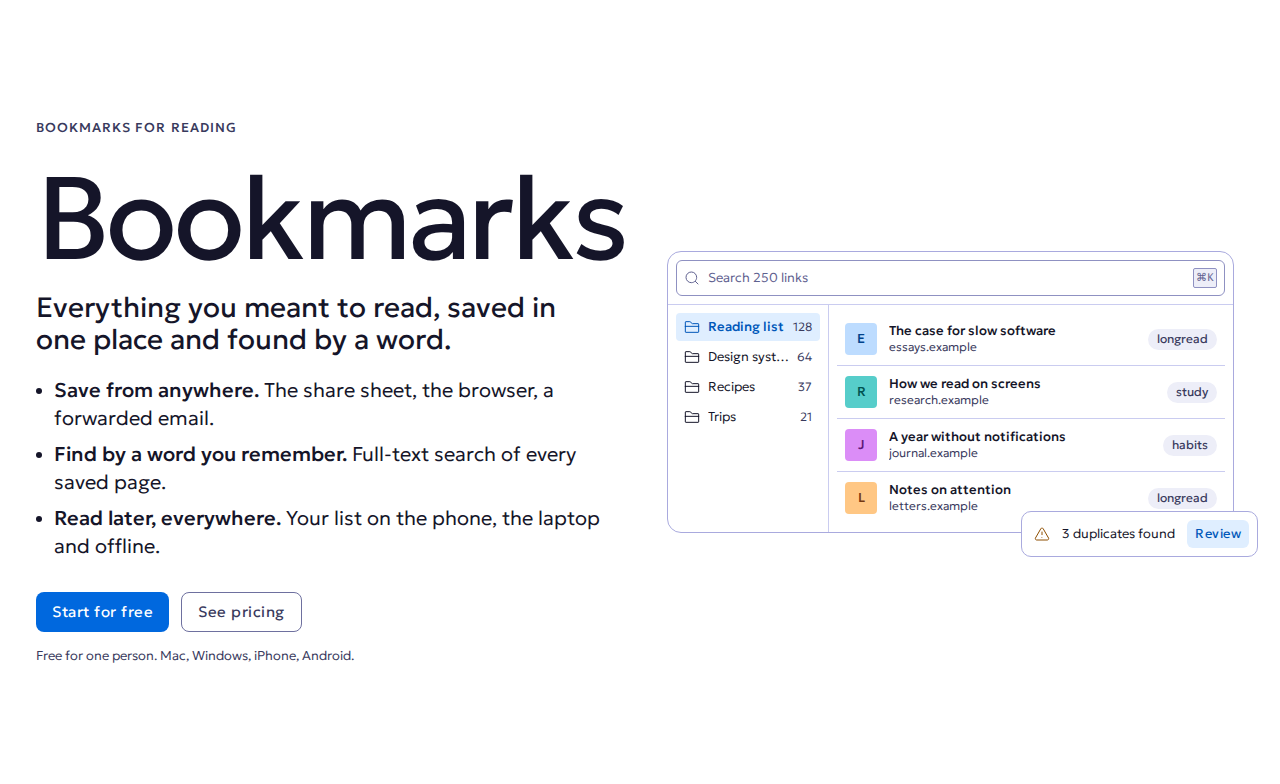 BOOKMARKS FOR READING
Bookmarks
Everything you meant to read, saved in
one place and found by a word.
• Save from anywhere. The share sheet, the browser, a
forwarded email.
• Find by a word you remember. Full-text search of every
saved page.
• Read later, everywhere. Your list on the phone, the laptop
and offline.
Start for free
See pricing
Free for one person. Mac, Windows, iPhone, Android.
Search 250 links ⌘K
Reading list 128
Design syst… 64
Recipes 37
Trips 21
E
The case for slow software
essays.example
longread
R
How we read on screens
research.example
study
J
A year without notifications
journal.example
habits
L
Notes on attention
letters.example
longread
3 duplicates found
Review